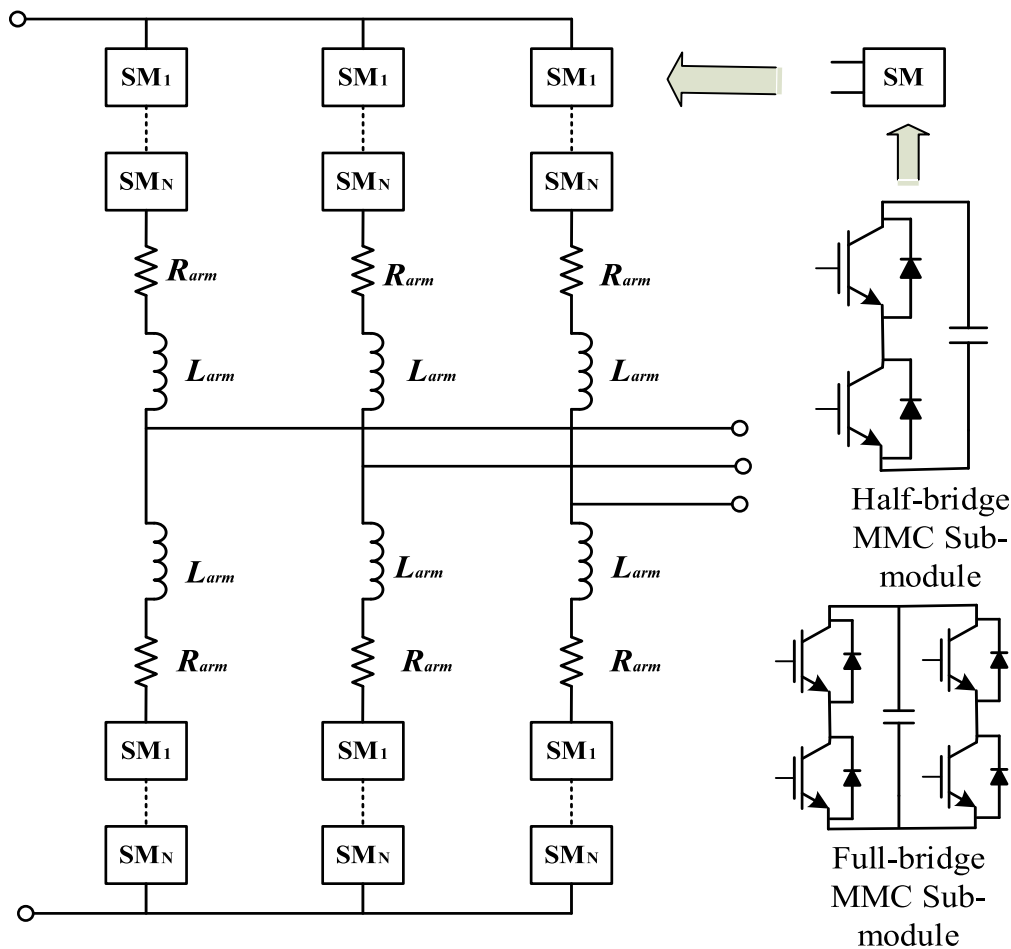 SM1 SM1 SM1 SM
SMN SMN SMN
Rarm Rarm Rarm
Larm Larm Larm
Half-bridge
MMC Sub-
module
Larm Larm Larm
Rarm Rarm Rarm
SM1 SM1 SM1
SMN SMN SMN
Full-bridge
MMC Sub-
module